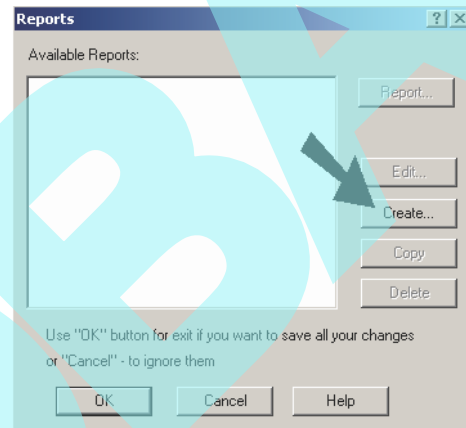 Reports
Available Reports:
Report...
Edit...
Create...
Copy
Delete
Use "OK" button for exit if you want to save all your changes
or "Cancel" - to ignore them
OK
Cancel
Help